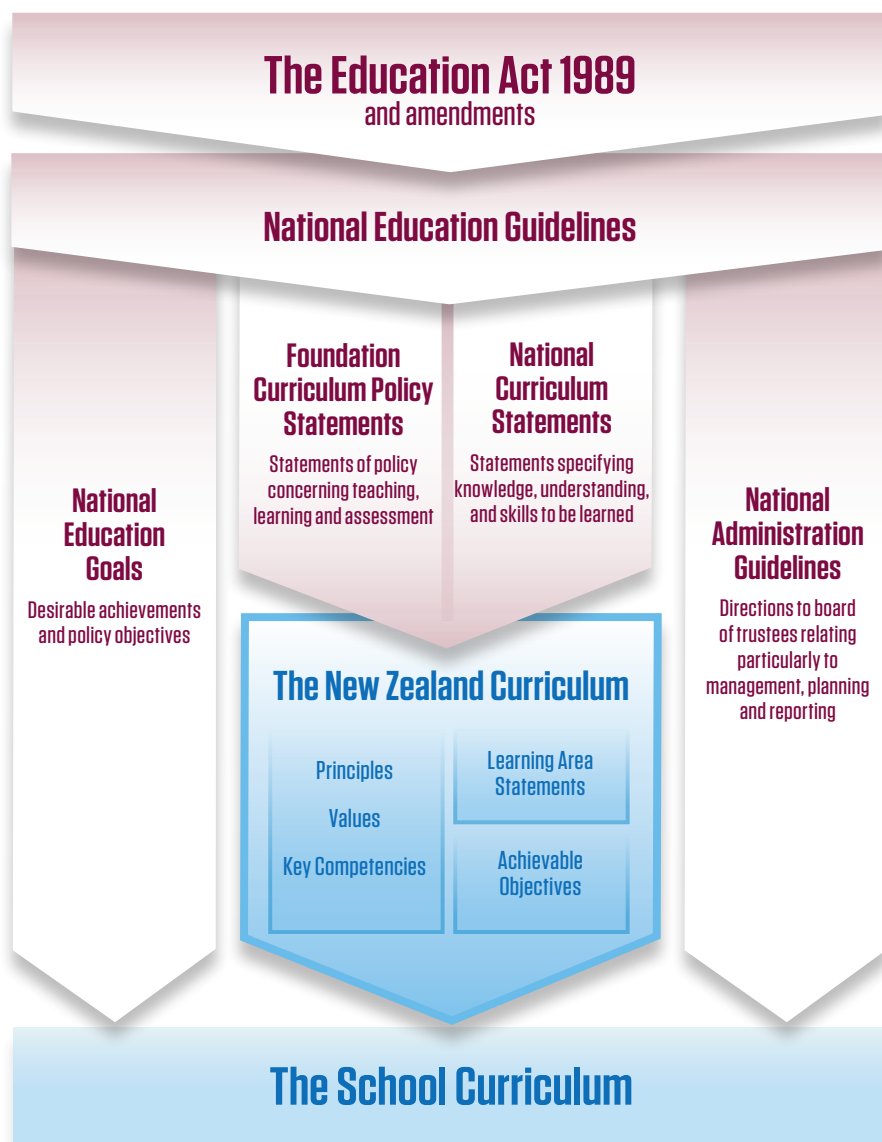 The Education Act 1989
and amendments
National Education Guidelines
National
Education
Goals
Desirable achievements
and policy objectives
Foundation
Curriculum Policy
Statements
Statements of policy
concerning teaching,
learning and assessment
National
Curriculum
Statements
Statements specifying
knowledge, understanding,
and skills to be learned
National
Administration
Guidelines
Directions to board
of trustees relating
particularly to
management, planning
and reporting
The New Zealand Curriculum
Principles
Values
Key Competencies
Learning Area
Statements
Achievable
Objectives
The School Curriculum